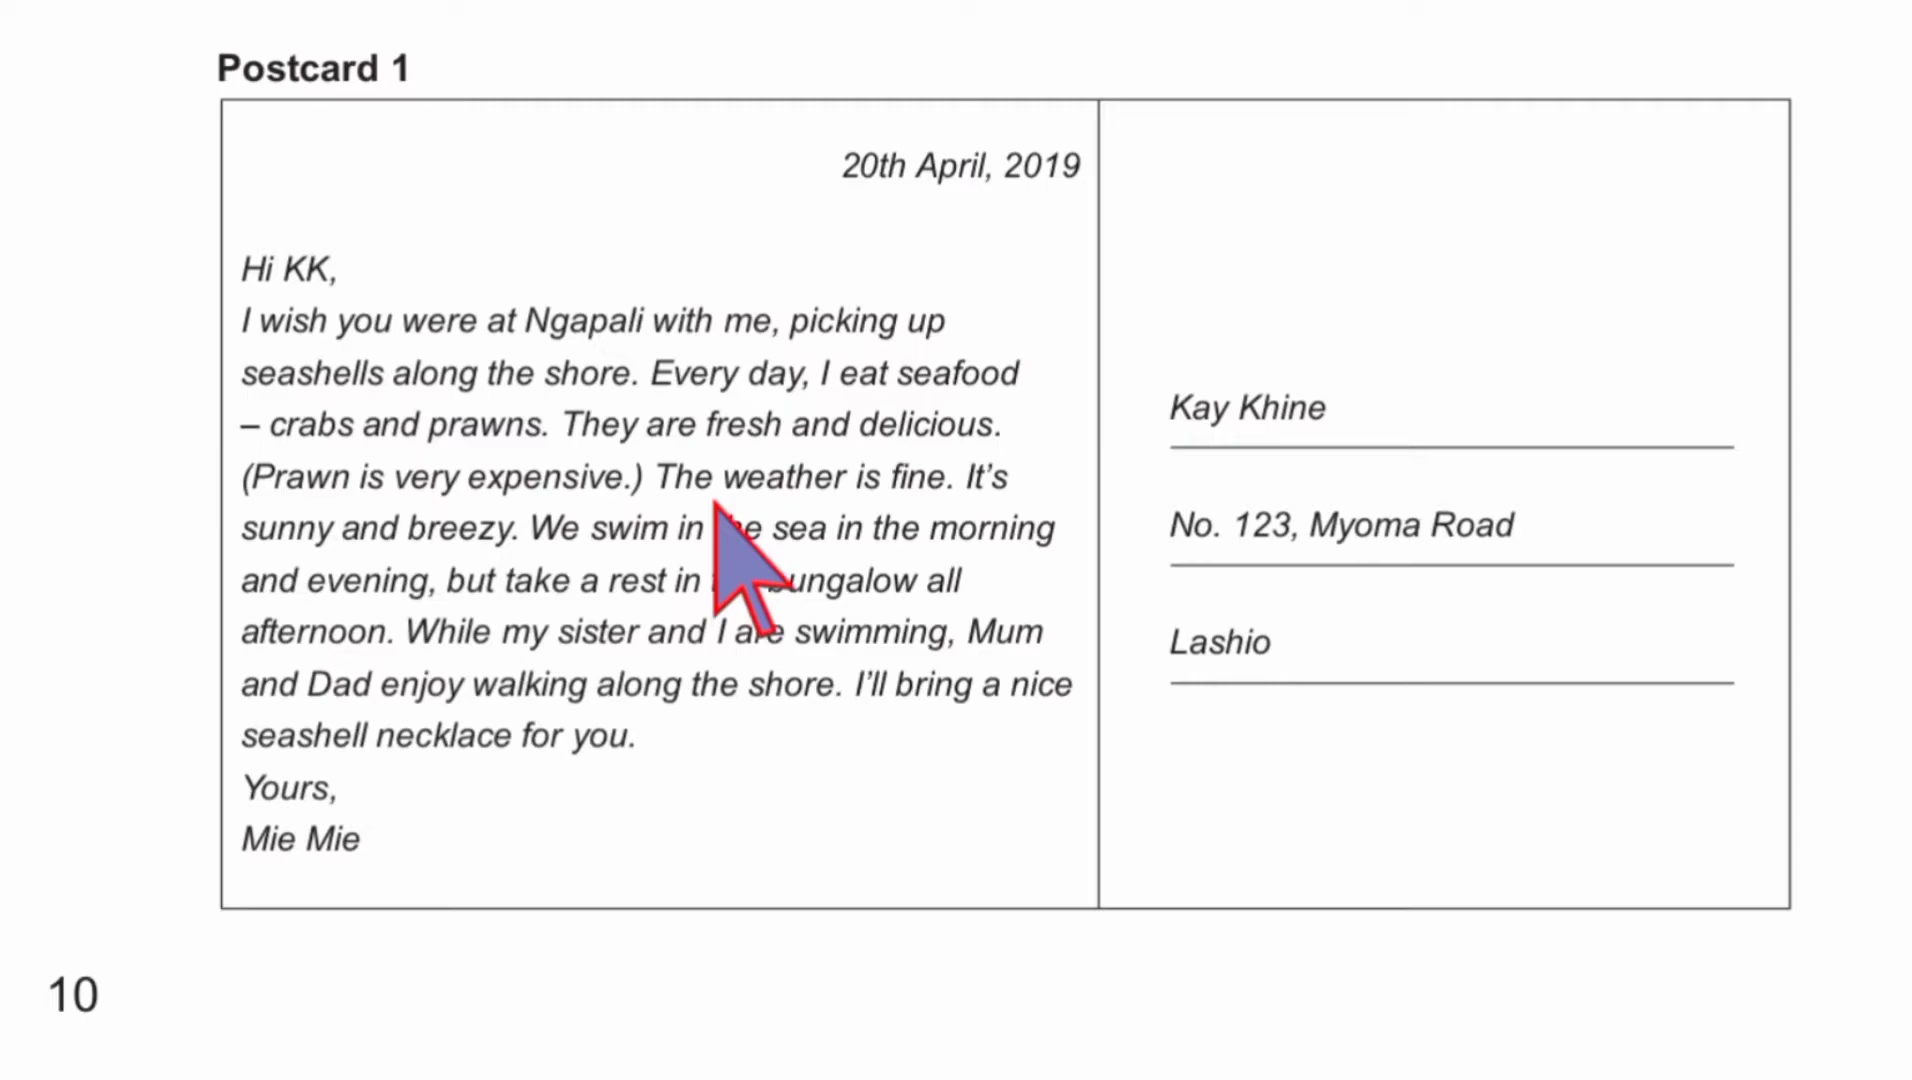 Postcard 1
20th April, 2019
Hi KK,
I wish you were at Ngapali with me, picking up
seashells along the shore. Every day, I eat seafood
– crabs and prawns. They are fresh and delicious.
(Prawn is very expensive.) The weather is fine. It’s
sunny and breezy. We swim in the sea in the morning
and evening, but take a rest in bungalow all
afternoon. While my sister and I are swimming, Mum
and Dad enjoy walking along the shore. I’ll bring a nice
seashell necklace for you.
Yours,
Mie Mie
Kay Khine
No. 123, Myoma Road
Lashio
10